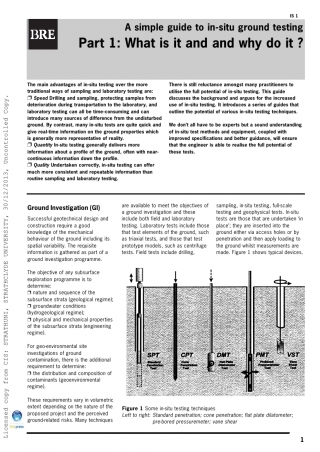 IS 1
BRE
A simple guide to in-situ ground testing
Part 1: What is it and and why do it ?
The main advantages of in-situ testing over the more
traditional ways of sampling and laboratory testing are:
❒ Speed Drilling and sampling, protecting samples from
deterioration during transportation to the laboratory, and
laboratory testing can all be time-consuming and can
introduce many sources of difference from the undisturbed
ground. By contrast, many in-situ tests are quick and can
give real-time information on the ground properties which
is generally more representative of reality.
❒ Quantity In-situ testing generally delivers more
information about a profile of the ground, often with near-
continuous information down the profile.
❒ Quality Undertaken correctly, in-situ testing can offer
much more consistent and repeatable information than
routine sampling and laboratory testing.
There is still reluctance amongst many practitioners to
utilise the full potential of in-situ testing. This guide
discusses the background and argues for the increased
use of in-situ testing. It introduces a series of guides that
outline the potential of various in-situ testing techniques.
We don't all have to be experts but a sound understanding
of in-situ test methods and equipment, coupled with
improved specifications and better guidance, will ensure
that the engineer is able to realise the full potential of
these tests.
Ground Investigation (GI)
Successful geotechnical design and
construction require a good
knowledge of the mechanical
behaviour of the ground including its
spatial variability. The requisite
information is gathered as part of a
ground investigation programme.
The objective of any subsurface
exploration programme is to
determine:
❒ nature and sequence of the
subsurface strata (geological regime);
❒ groundwater conditions
(hydrogeological regime);
❒ physical and mechanical properties
of the subsurface strata (engineering
regime).
For geo-environmental site
investigations of ground
contamination, there is the additional
requirement to determine:
❒ the distribution and composition of
contaminants (geoenvironmental
regime).
These requirements vary in volumetric
extent depending on the nature of the
proposed project and the perceived
ground-related risks. Many techniques
are available to meet the objectives of
a ground investigation and these
include both field and laboratory
testing. Laboratory tests include those
that test elements of the ground, such
as triaxial tests, and those that test
prototype models, such as centrifuge
tests. Field tests include drilling,
sampling, in-situ testing, full-scale
testing and geophysical tests. In-situ
tests are those that are undertaken 'in
place'; they are inserted into the
ground either via access holes or by
penetration and then apply loading to
the ground whilst measurements are
made. Figure 1 shows typical devices.
SPT
CPT
DMT
PMT
VST
Figure 1 Some in-situ testing techniques
Left to right: Standard penetration; cone penetration; flat plate dilatometer;
pre-bored pressuremeter; vane shear
1
Licensed copy from CIS: STRATHUNI, STRATHCLYDE UNIVERSITY, 30/12/2013, Uncontrolled Copy.